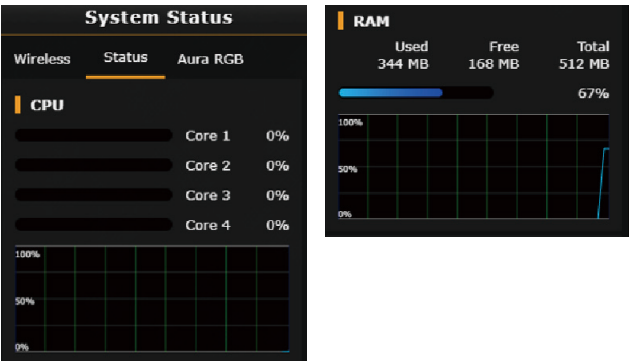 System Status
Wireless Status Aura RGB
CPU
Core 1 0%
Core 2 0%
Core 3 0%
Core 4 0%
100%
50%
0%
RAM
Used Free Total
344 MB 168 MB 512 MB
67%
100%
50%
0%